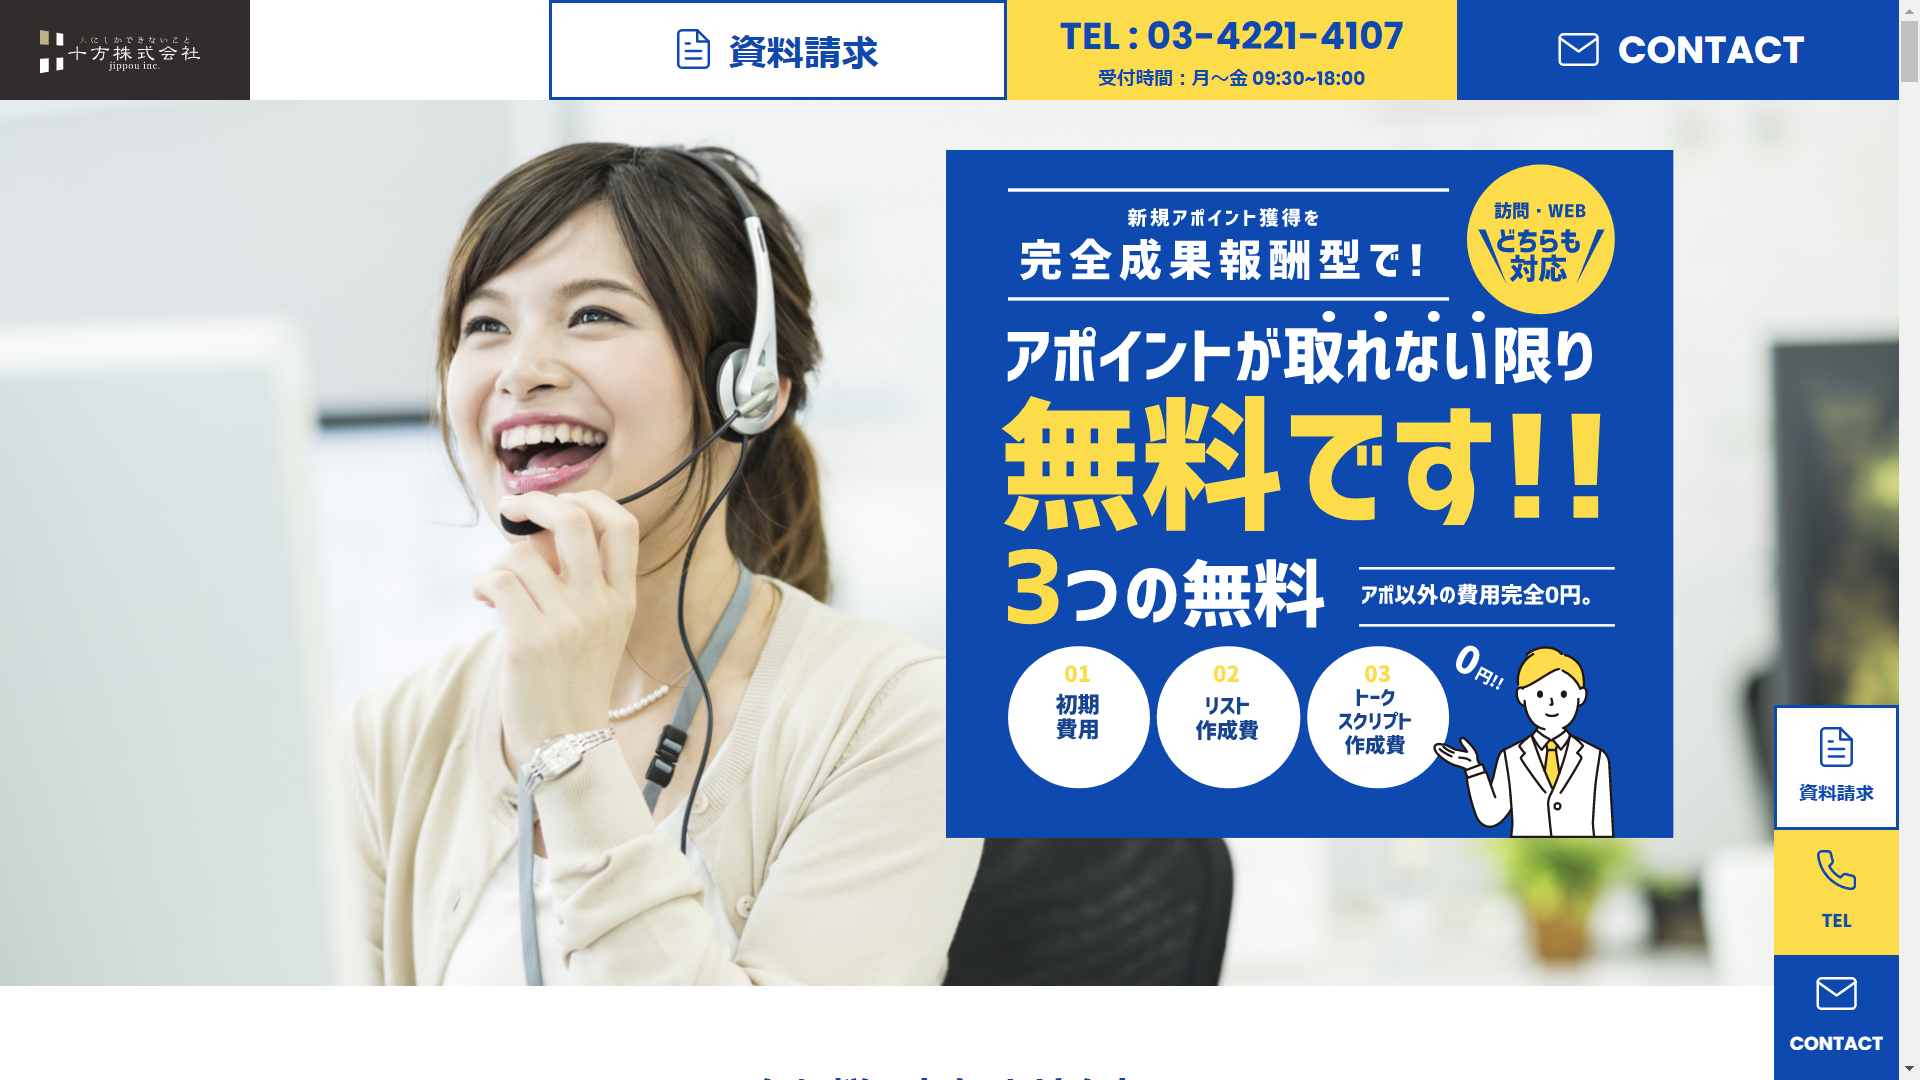 人にしかできないこと
十方株式会社
jippou inc.
資料請求
TEL : 03-4221-4107
受付時間：月〜金 09:30~18:00
CONTACT
新規アポイント獲得を
完全成果報酬型で!
訪問・WEB
どちらも
対応
アポイントが取れない限り
無料です!!
3つの無料
アポ以外の費用完全0円。
01
初期
費用
02
リスト
作成費
03
トーク
スクリプト
作成費
0円!!
資料請求
TEL
CONTACT